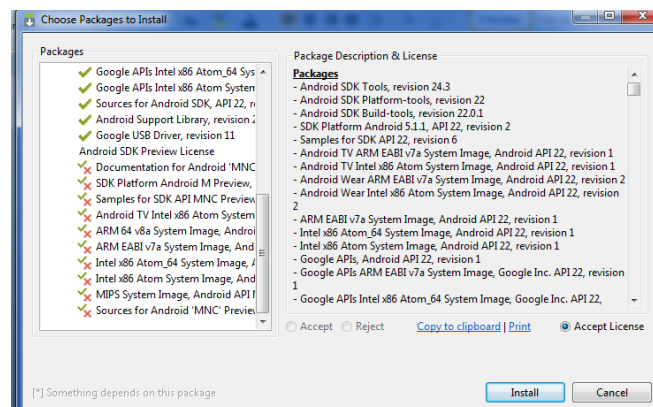 Choose Packages to Install
Packages
Google APIs Intel x86 Atom_64 Sys
Google APIs Intel x86 Atom System
Sources for Android SDK, API 22, r
Android Support Library, revision 2
Google USB Driver, revision 11
Android SDK Preview License
Documentation for Android 'MNC
SDK Platform Android M Preview,
Samples for SDK API MNC Preview
Android TV Intel x86 Atom System
ARM 64 v8a System Image, Androi
ARM EABI v7a System Image, And
Intel x86 Atom_64 System Image, A
Intel x86 Atom System Image, And
MIPS System Image, Android API
Sources for Android 'MNC' Preview
Package Description & License
Packages
- Android SDK Tools, revision 24.3
- Android SDK Platform-tools, revision 22
- Android SDK Build-tools, revision 22.0.1
- SDK Platform Android 5.1.1, API 22, revision 2
- Samples for SDK API 22, revision 6
- Android TV ARM EABI v7a System Image, Android API 22, revision 1
- Android TV Intel x86 Atom System Image, Android API 22, revision 1
- Android Wear ARM EABI v7a System Image, Android API 22, revision 2
- Android Wear Intel x86 Atom System Image, Android API 22, revision
2
- ARM EABI v7a System Image, Android API 22, revision 1
- Intel x86 Atom_64 System Image, Android API 22, revision 1
- Intel x86 Atom System Image, Android API 22, revision 1
- Google APIs, Android API 22, revision 1
- Google APIs ARM EABI v7a System Image, Google Inc. API 22, revision
1
- Google APIs Intel x86 Atom_64 System Image, Google Inc. API 22,
Accept Reject Copy to clipboard | Print Accept License
[*] Something depends on this package
Install Cancel